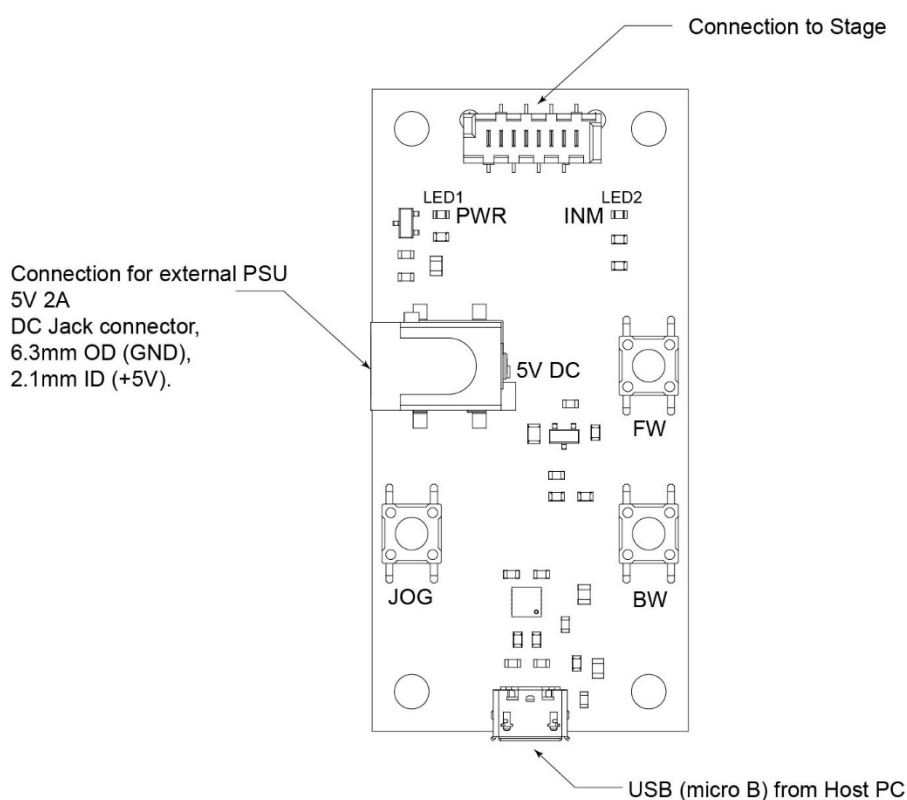 Connection to Stage
LED1
PWR
INM
LED2
Connection for external PSU
5V 2A
DC Jack connector,
6.3mm OD (GND),
2.1mm ID (+5V).
5V DC
FW
JOG
BW
USB (micro B) from Host PC